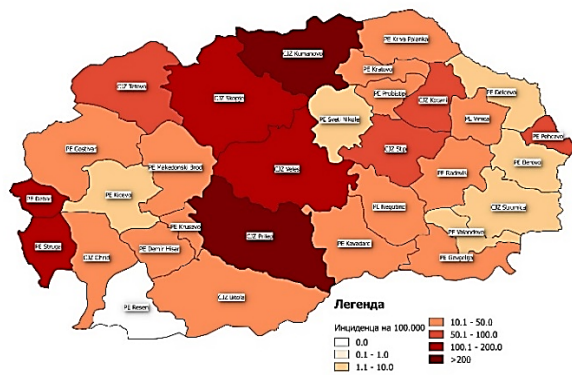 PE Kriva Palanka
CJZ Kumanovo
PE Kratovo
CJZ Tetovo
CJZ Skopje
PE Probistip
CJZ Kocani
PE Delcevo
PE Sveti Nikole
PE Vinica
PE Pehcevo
PE Gostivar
CJZ Stip
PE Makedonski Brod
CJZ Veles
PE Berovo
PE Radovis
PE Kicevo
PE Debar
PE Negotino
CJZ Strumica
PE Krusevo
PE Valandovo
CJZ Prilep
PE Struga
CJZ Ohrid
PE Demir Hisar
PE Kavadarci
PE Gevgelija
CJZ Bitola
PE Resen
Легенда
Инциденца на 100.000
0.0
0.1 - 1.0
1.1 - 10.0
10.1 - 50.0
50.1 - 100.0
100.1 - 200.0
>200